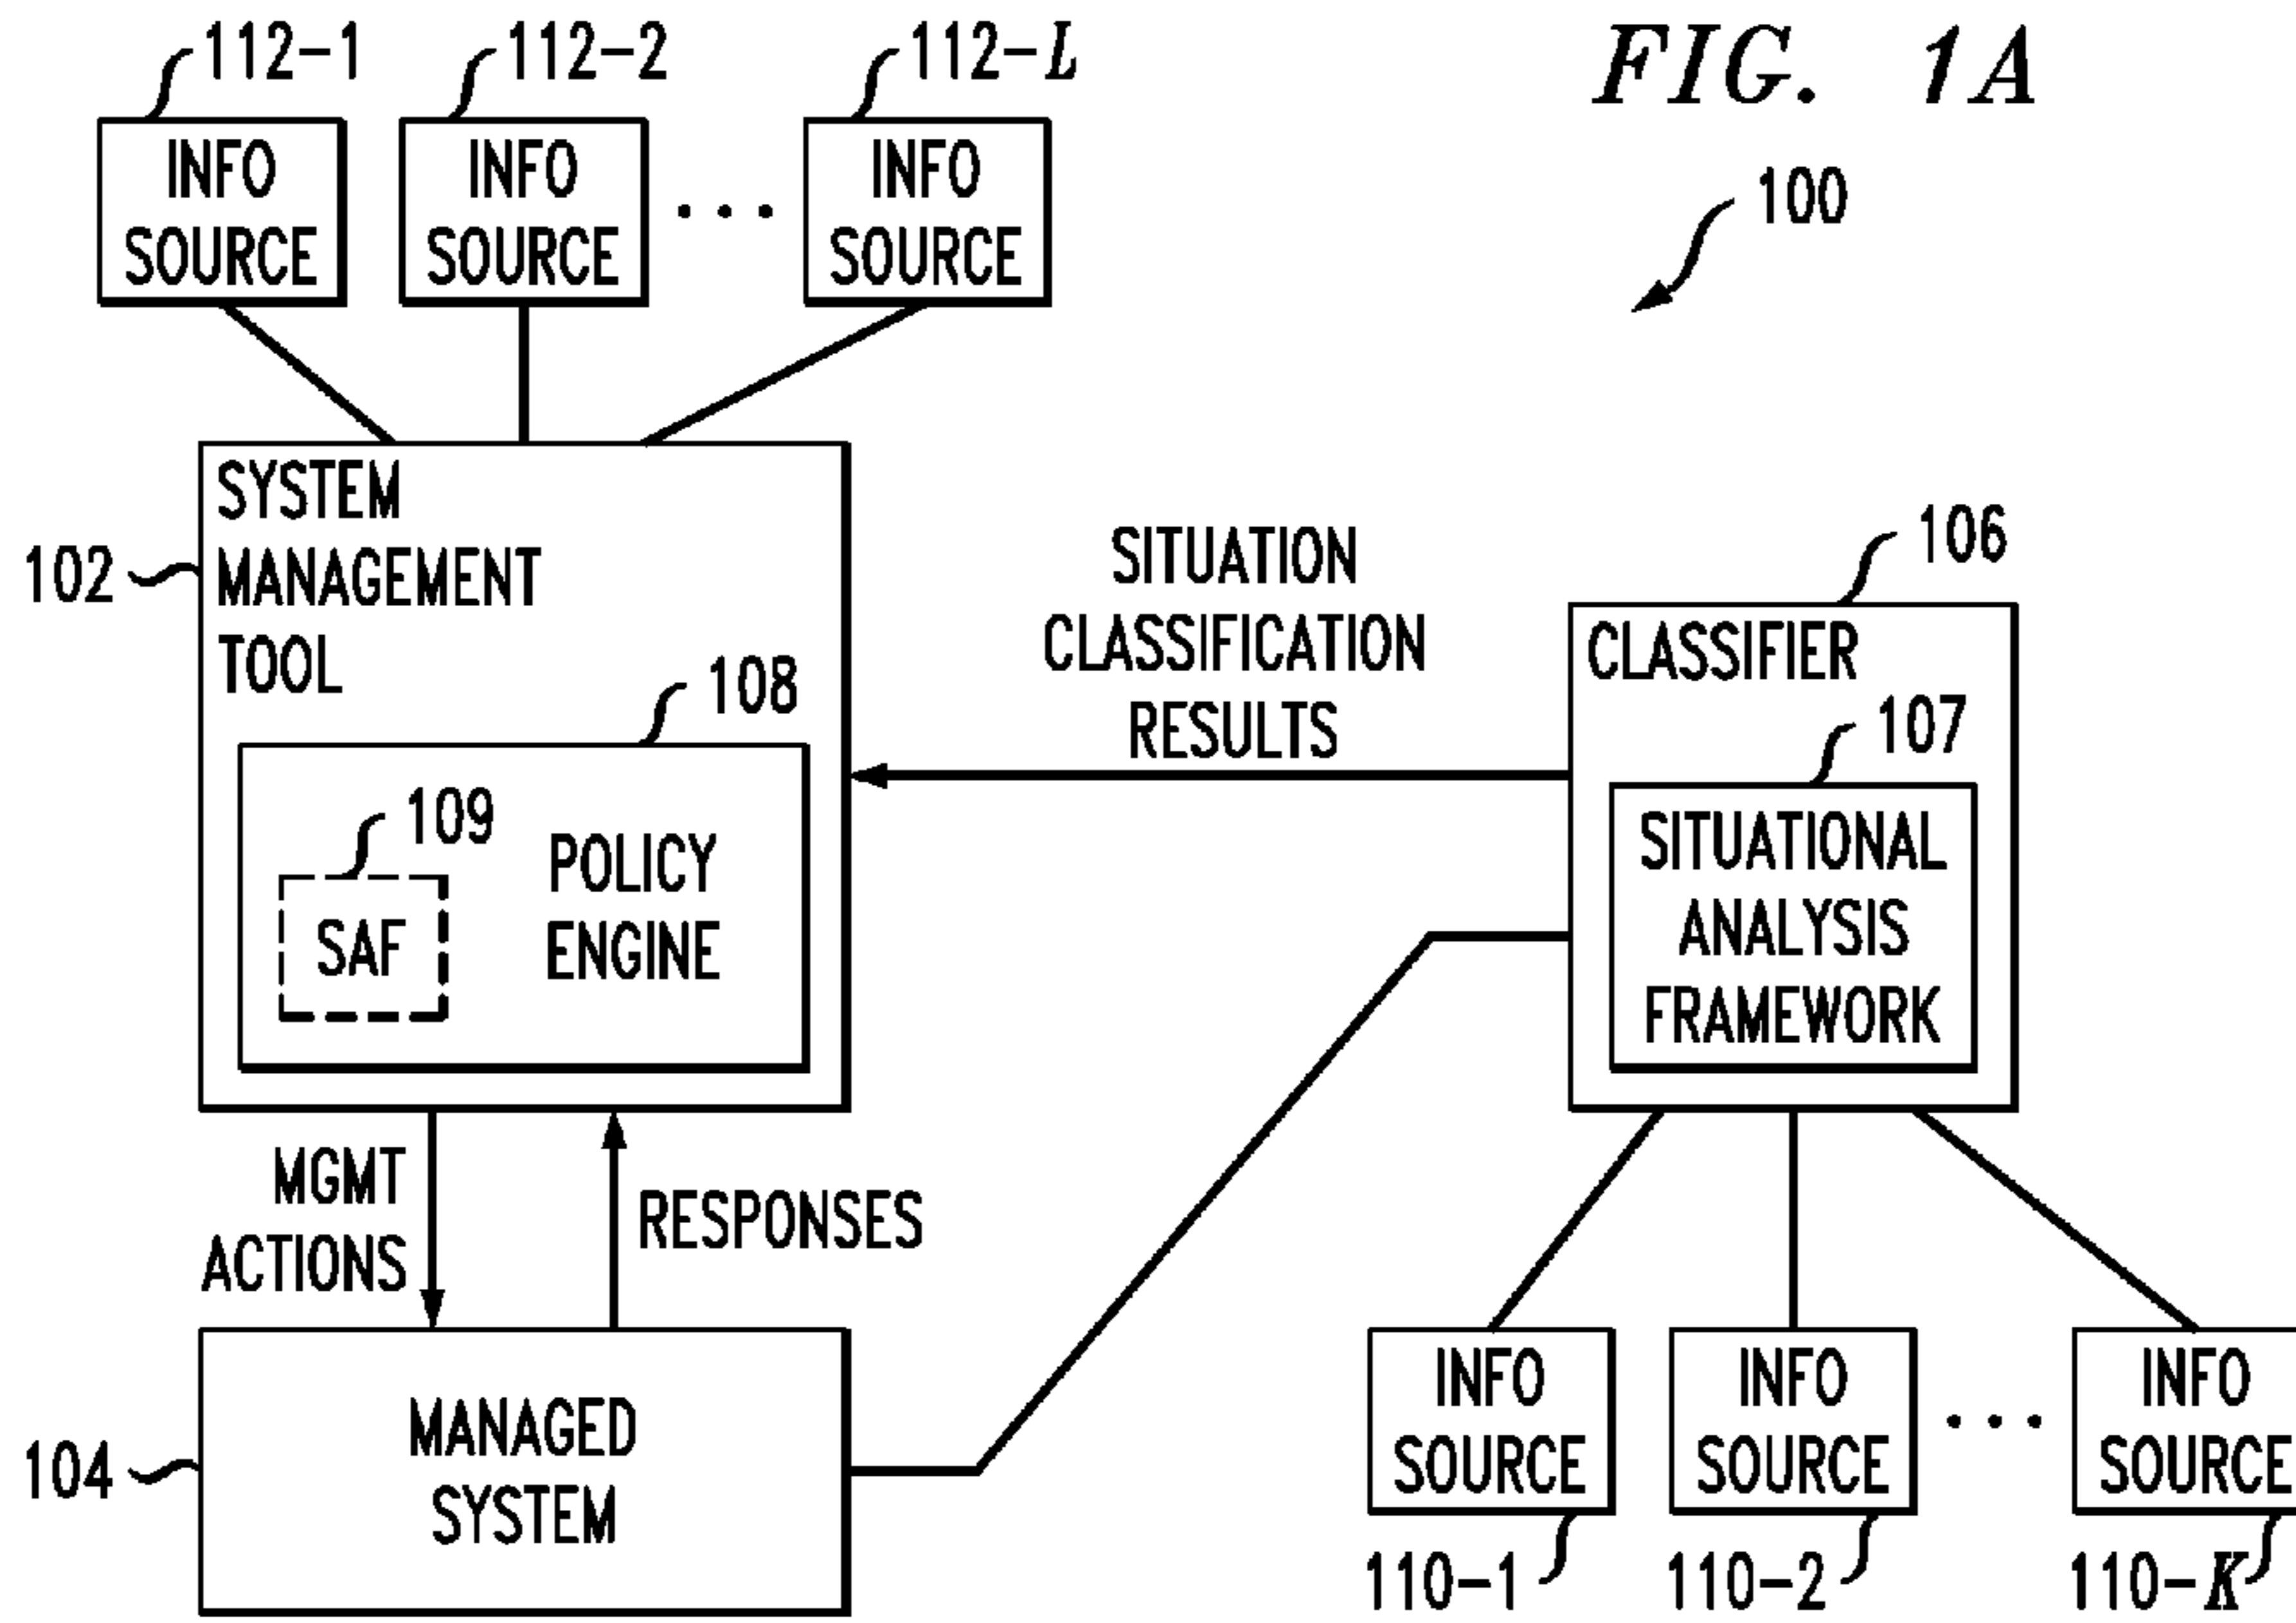 FIG. 1A
112-1
112-2
112-L
INFO
SOURCE
INFO
SOURCE
INFO
SOURCE
100
SYSTEM
MANAGEMENT
TOOL
102
108
109
SAF
POLICY
ENGINE
SITUATION
CLASSIFICATION
RESULTS
106
CLASSIFIER
107
SITUATIONAL
ANALYSIS
FRAMEWORK
MGMT
ACTIONS
RESPONSES
104
MANAGED
SYSTEM
INFO
SOURCE
INFO
SOURCE
INFO
SOURCE
110-1
110-2
110-K